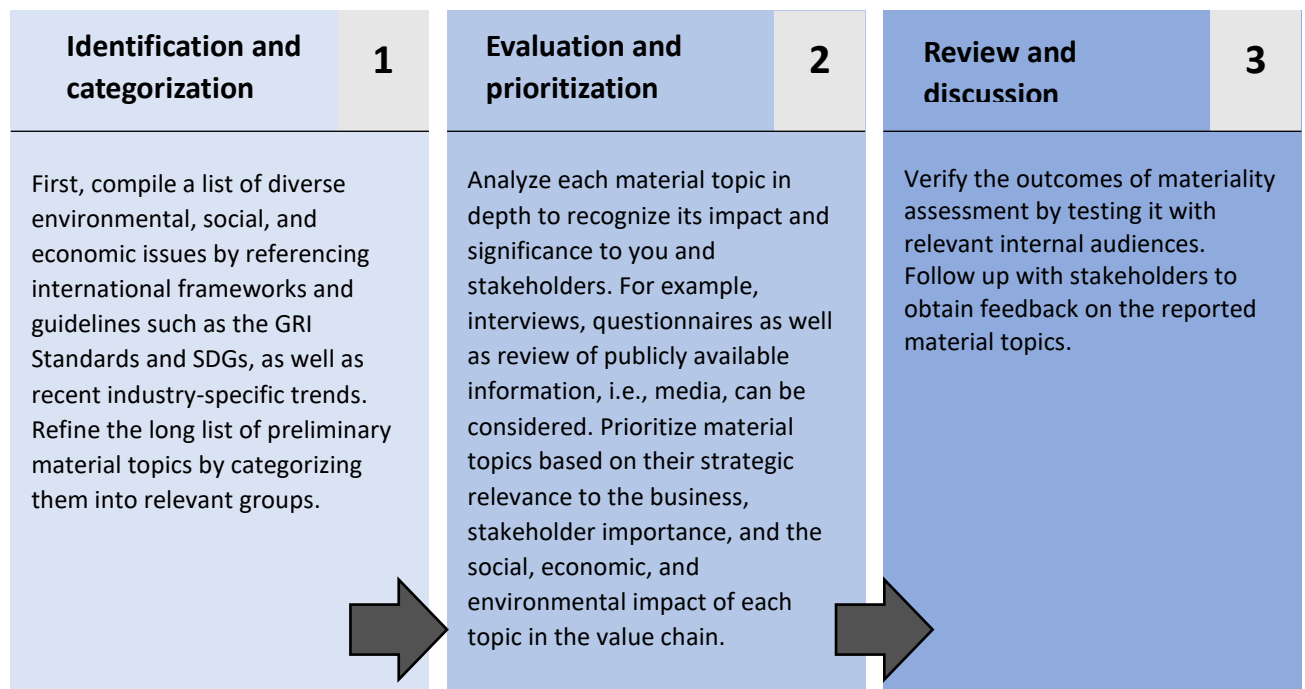 Identification and
categorization
1
First, compile a list of diverse
environmental, social, and
economic issues by referencing
international frameworks and
guidelines such as the GRI
Standards and SDGs, as well as
recent industry-specific trends.
Refine the long list of preliminary
material topics by categorizing
them into relevant groups.
Evaluation and
prioritization
2
Analyze each material topic in
depth to recognize its impact and
significance to you and
stakeholders. For example,
interviews, questionnaires as well
as review of publicly available
information, i.e., media, can be
considered. Prioritize material
topics based on their strategic
relevance to the business,
stakeholder importance, and the
social, economic, and
environmental impact of each
topic in the value chain.
Review and
discussion
3
Verify the outcomes of materiality
assessment by testing it with
relevant internal audiences.
Follow up with stakeholders to
obtain feedback on the reported
material topics.